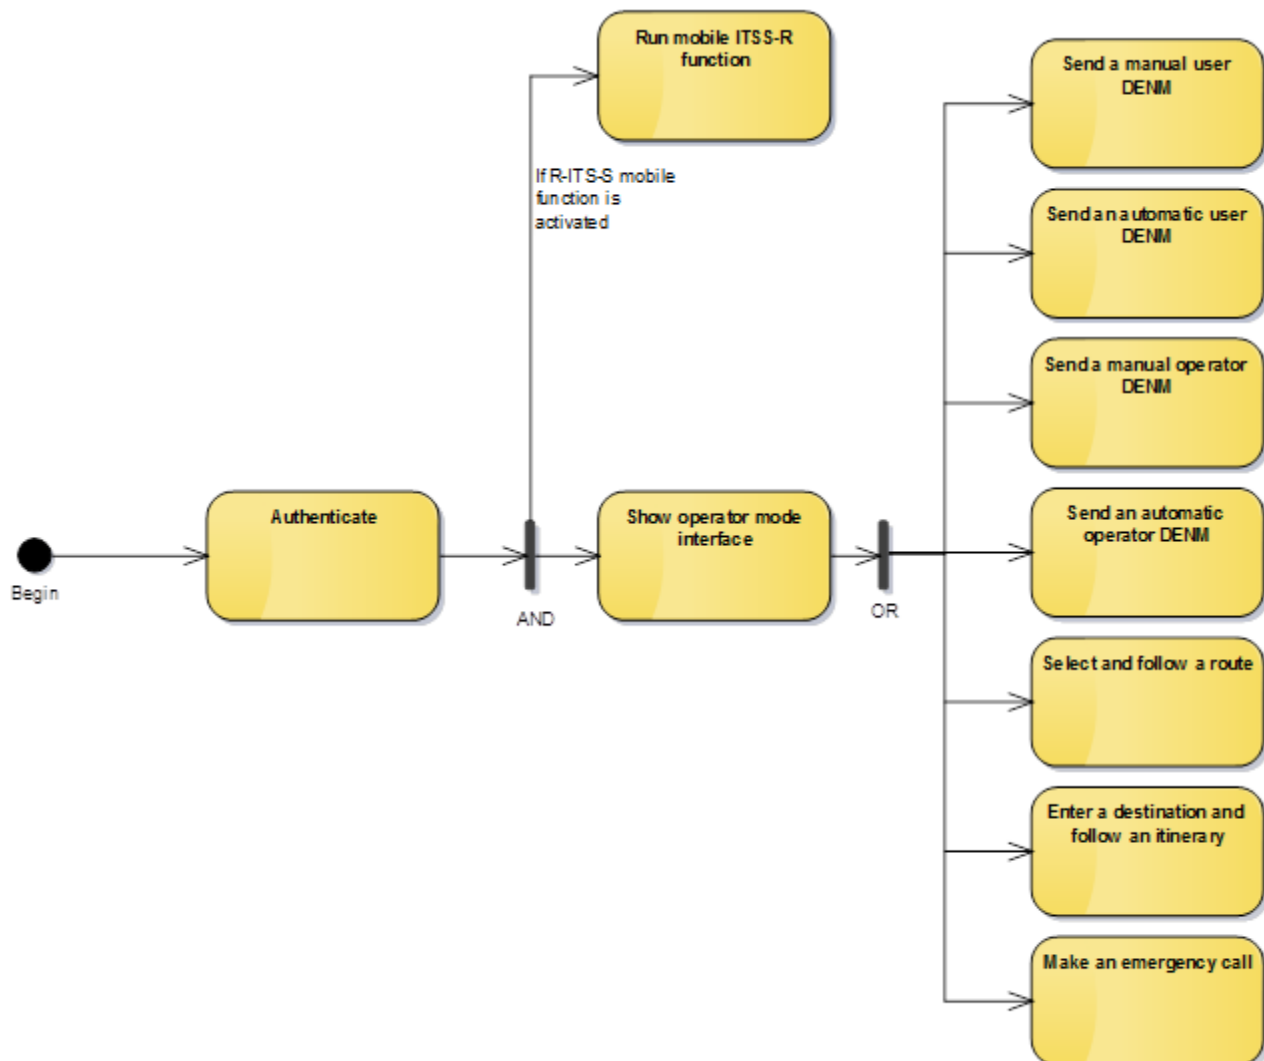 Run mobile ITSS-R
function
Send a manual user
DENM
If R-ITS-S mobile
function is
activated
Send an automatic user
DENM
Send a manual operator
DENM
Begin
Authenticate
AND
Show operator mode
interface
OR
Send an automatic
operator DENM
Select and follow a route
Enter a destination and
follow an itinerary
Make an emergency call